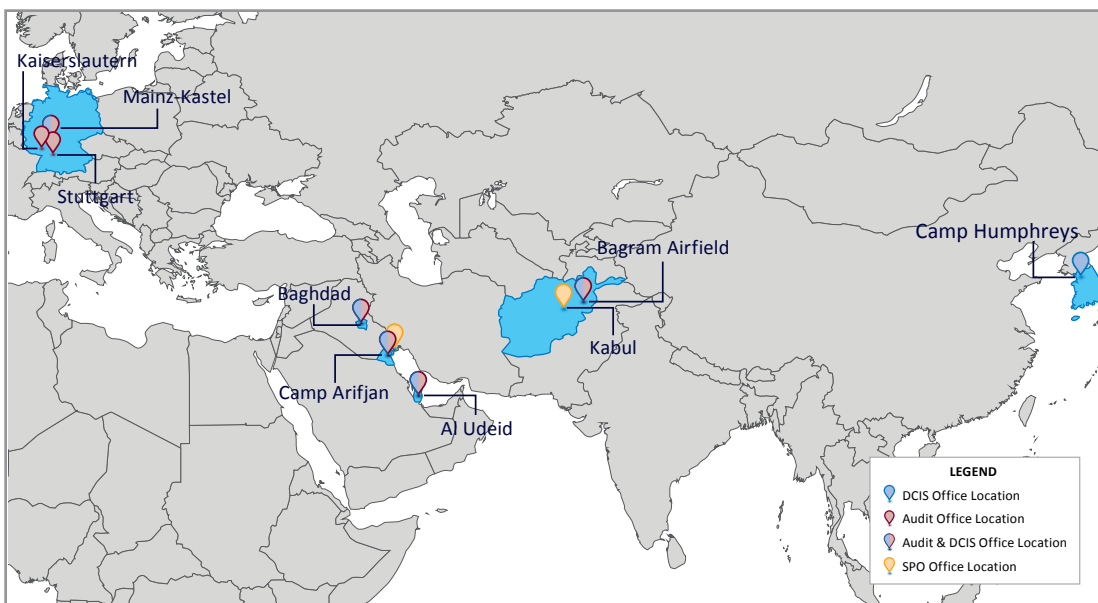 Kaiserslautern
Mainz-Kastel
Stuttgart
Camp Humphreys
Bagram Airfield
Baghdad
Kabul
Camp Arifjan
Al Udeid
LEGEND
DCIS Office Location
Audit Office Location
Audit & DCIS Office Location
SPO Office Location